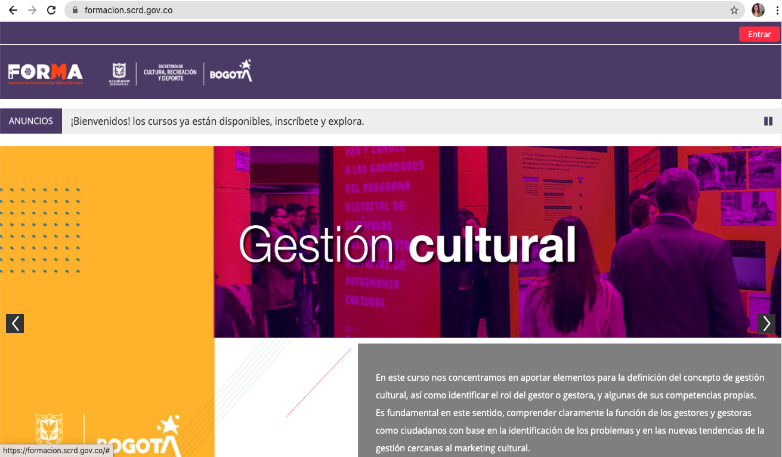 formacion.scrd.gov.co
Entrar
FORMA
SECRETARÍA DE
CULTURA, RECREACIÓN
Y DEPORTE
BOGOTÁ
ANUNCIOS
¡Bienvenidos! los cursos ya están disponibles, inscríbete y explora.
VEN Y CONOCE
A LOS GANADORES
DEL PROGRAMA
DISTRITAL DE
PATRIMONIO
CULTURAL
Gestión cultural
En este curso nos concentramos en aportar elementos para la definición del concepto de gestión
cultural, así como identificar el rol del gestor o gestora, y algunas de sus competencias propias.
Es fundamental en este sentido, comprender claramente la función de los gestores y gestoras
como ciudadanos con base en la identificación de los problemas y en las nuevas tendencias de la
gestión cercanas al marketing cultural.
BOGOTÁ
https://formacion.scrd.gov.co/#